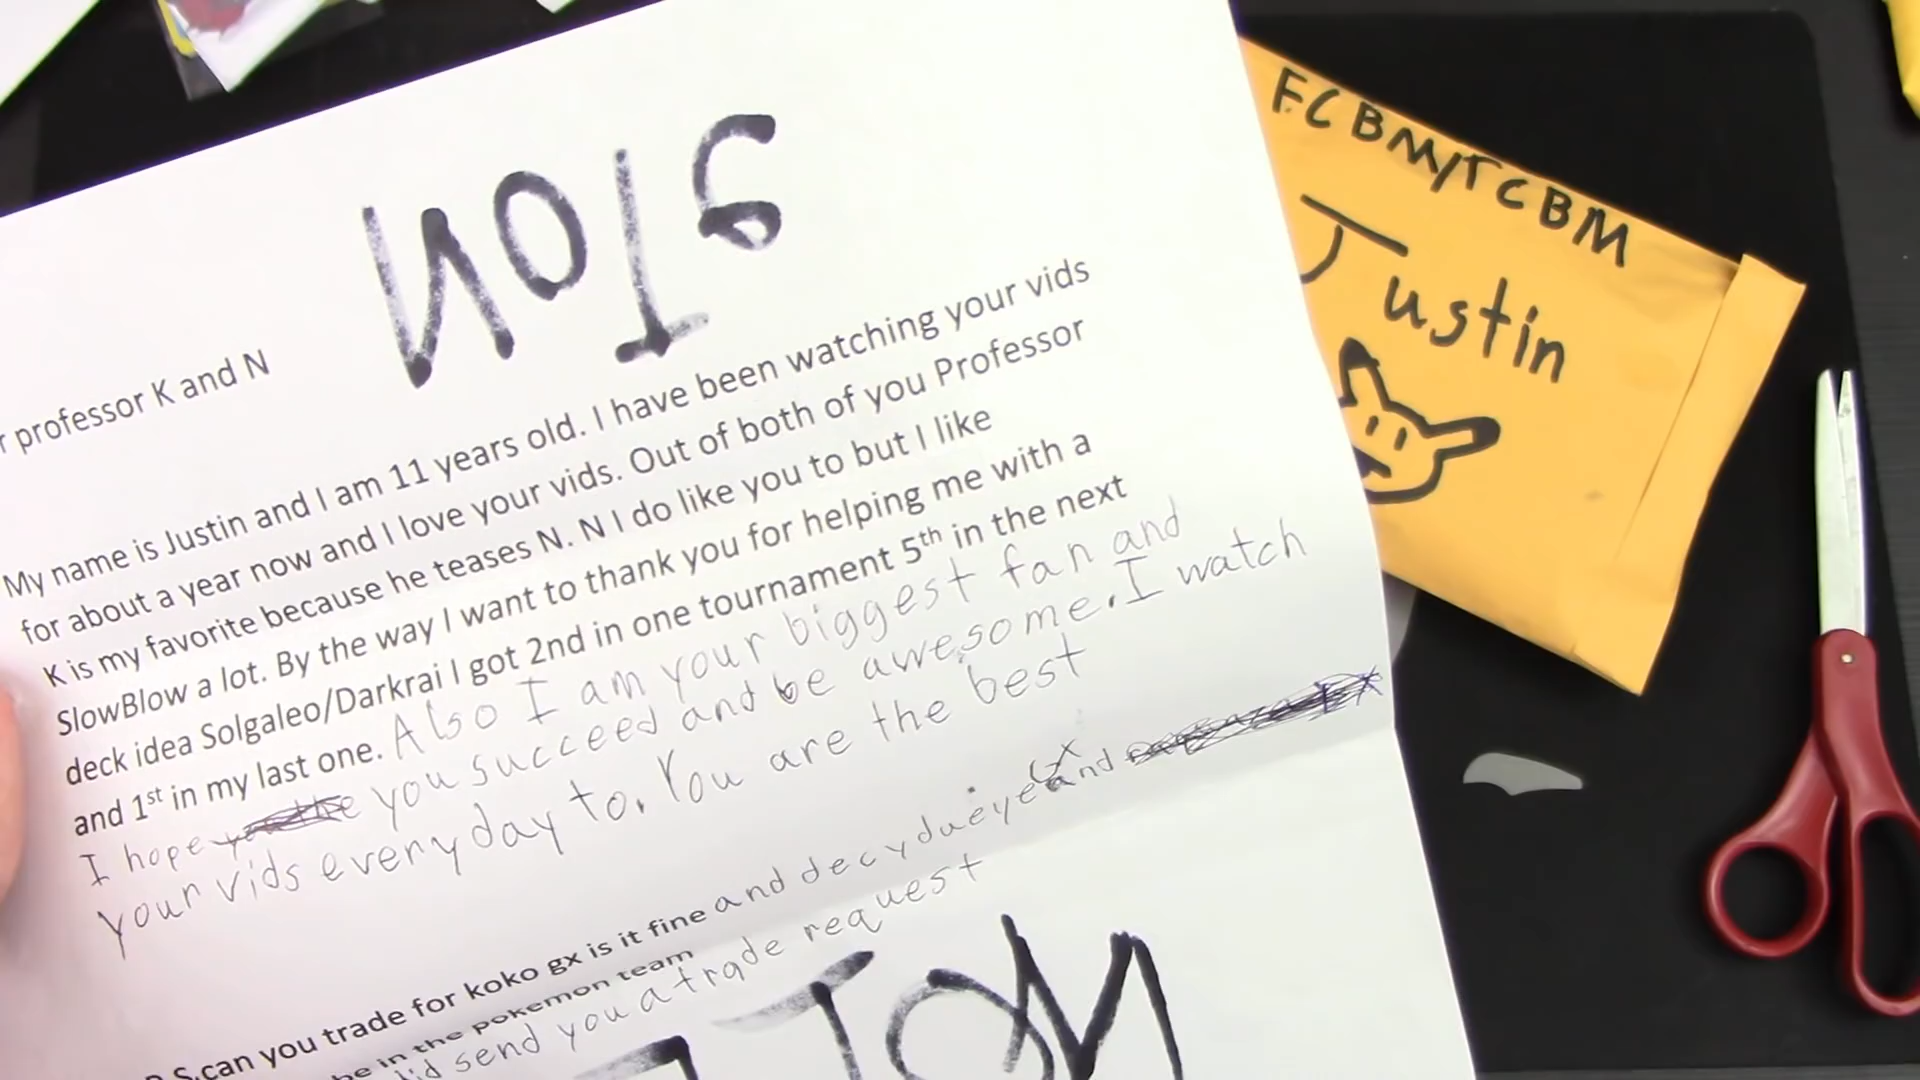 professor K and N
My name is Justin and I am 11 years old. I have been watching your vids
for about a year now and I love your vids. Out of both of you Professor
K is my favorite because he teases N. N I do like you to but I like
SlowBlow a lot. By the way I want to thank you for helping me with a
deck idea Solgaleo/Darkrai I got 2nd in one tournament 5th in the next
and 1st in my last one. Also I am your biggest fan and
I hope you succeed and be awesome. I watch
your vids everyday to. You are the best
P.S.can you trade for koko gx is it fine and decydueye and
be in the pokemon team
send you a trade request
FCBM/TCBM
Justin